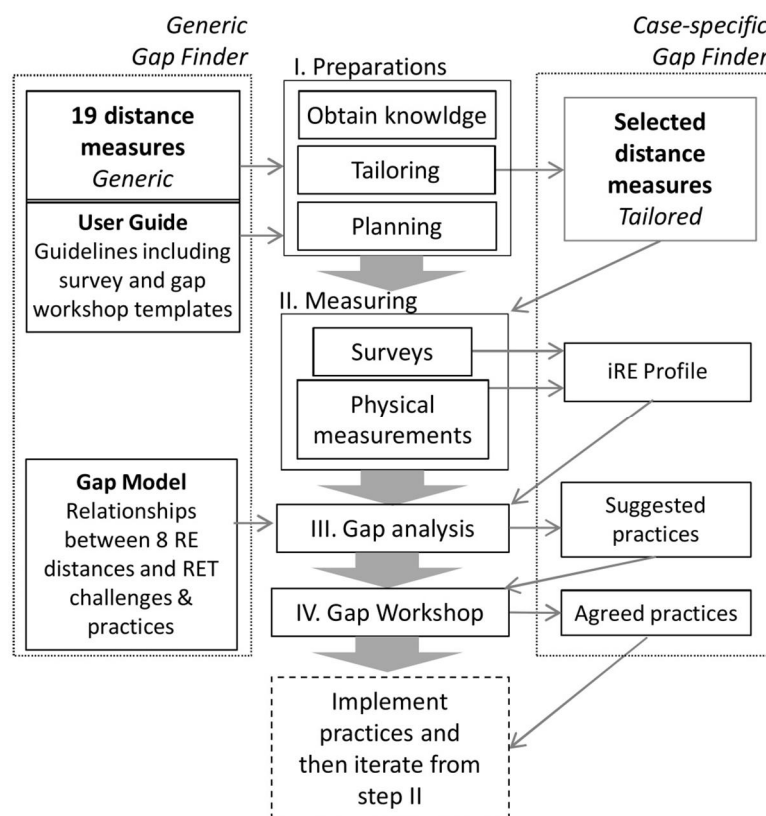 Generic
Gap Finder
Case-specific
Gap Finder
I. Preparations
19 distance
measures
Generic
Obtain knowldge
Tailoring
Planning
Selected
distance
measures
Tailored
User Guide
Guidelines including
survey and gap
workshop templates
II. Measuring
Surveys
Physical
measurements
iRE Profile
Gap Model
Relationships
between 8 RE
distances and RET
challenges &
practices
III. Gap analysis
Suggested
practices
IV. Gap Workshop
Agreed practices
Implement
practices and
then iterate from
step II